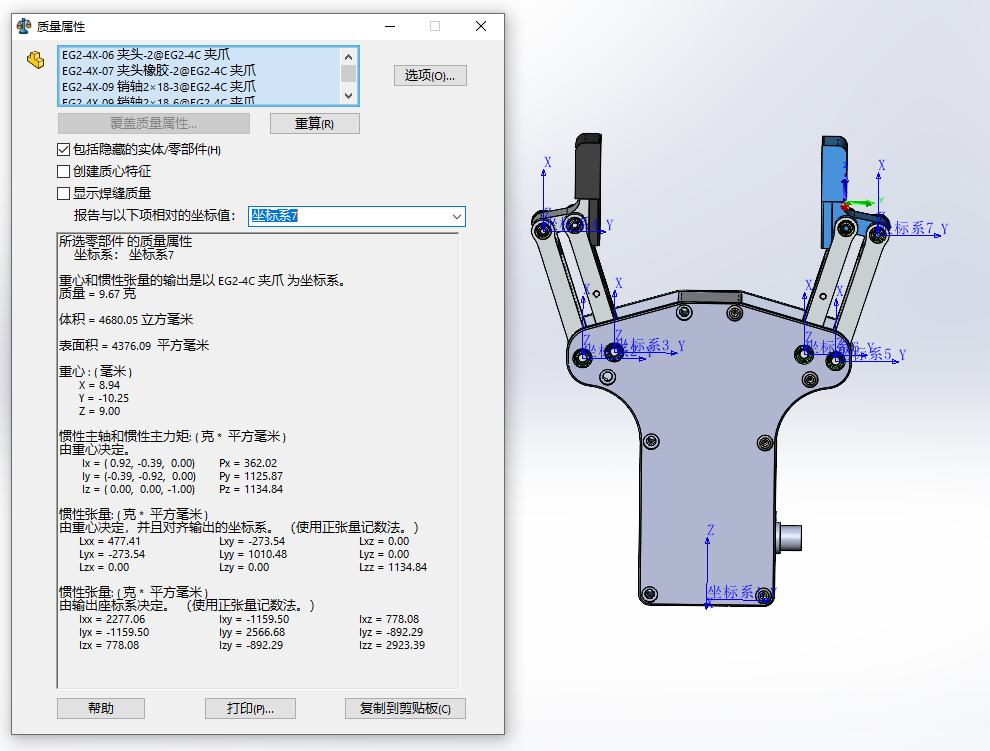 质量属性
EG2-4X-06 夹头-2@EG2-4C 夹爪
EG2-4X-07 夹头橡胶-2@EG2-4C 夹爪
EG2-4X-09 销轴2×18-3@EG2-4C 夹爪
EG2-4X-09 销轴2×18-6@EG2-4C 夹爪
选项(O)...
覆盖质量属性...
重算(R)
包括隐藏的实体/零部件(H)
创建质心特征
显示焊缝质量
报告与以下项相对的坐标值：
坐标系7
所选零部件 的质量属性
坐标系： 坐标系7
重心和惯性张量的输出是以 EG2-4C 夹爪 为坐标系。
质量 = 9.67 克
体积 = 4680.05 立方毫米
表面积 = 4376.09 平方毫米
重心 : ( 毫米 )
X = 8.94
Y = -10.25
Z = 9.00
惯性主轴和惯性主力矩: ( 克 * 平方毫米 )
由重心决定。
Ix = ( 0.92, -0.39, 0.00) Px = 362.02
Iy = (-0.39, -0.92, 0.00) Py = 1125.87
Iz = ( 0.00, 0.00, -1.00) Pz = 1134.84
惯性张量: ( 克 * 平方毫米 )
由重心决定，并且对齐输出的坐标系。 （使用正张量记数法。）
Lxx = 477.41 Lxy = -273.54 Lxz = 0.00
Lyx = -273.54 Lyy = 1010.48 Lyz = 0.00
Lzx = 0.00 Lzy = 0.00 Lzz = 1134.84
惯性张量: ( 克 * 平方毫米 )
由输出座标系决定。 （使用正张量记数法。）
Ixx = 2277.06 Ixy = -1159.50 Ixz = 778.08
Iyx = -1159.50 Iyy = 2566.68 Iyz = -892.29
Izx = 778.08 Izy = -892.29 Izz = 2923.39
帮助
打印(P)...
复制到剪贴板(C)
X
X
Z
Y
Y
坐标系7 Y
X
X
X
X
Z
Z
Z
Z
坐标系3 Y
Y
坐标系5 Y
Z
坐标系